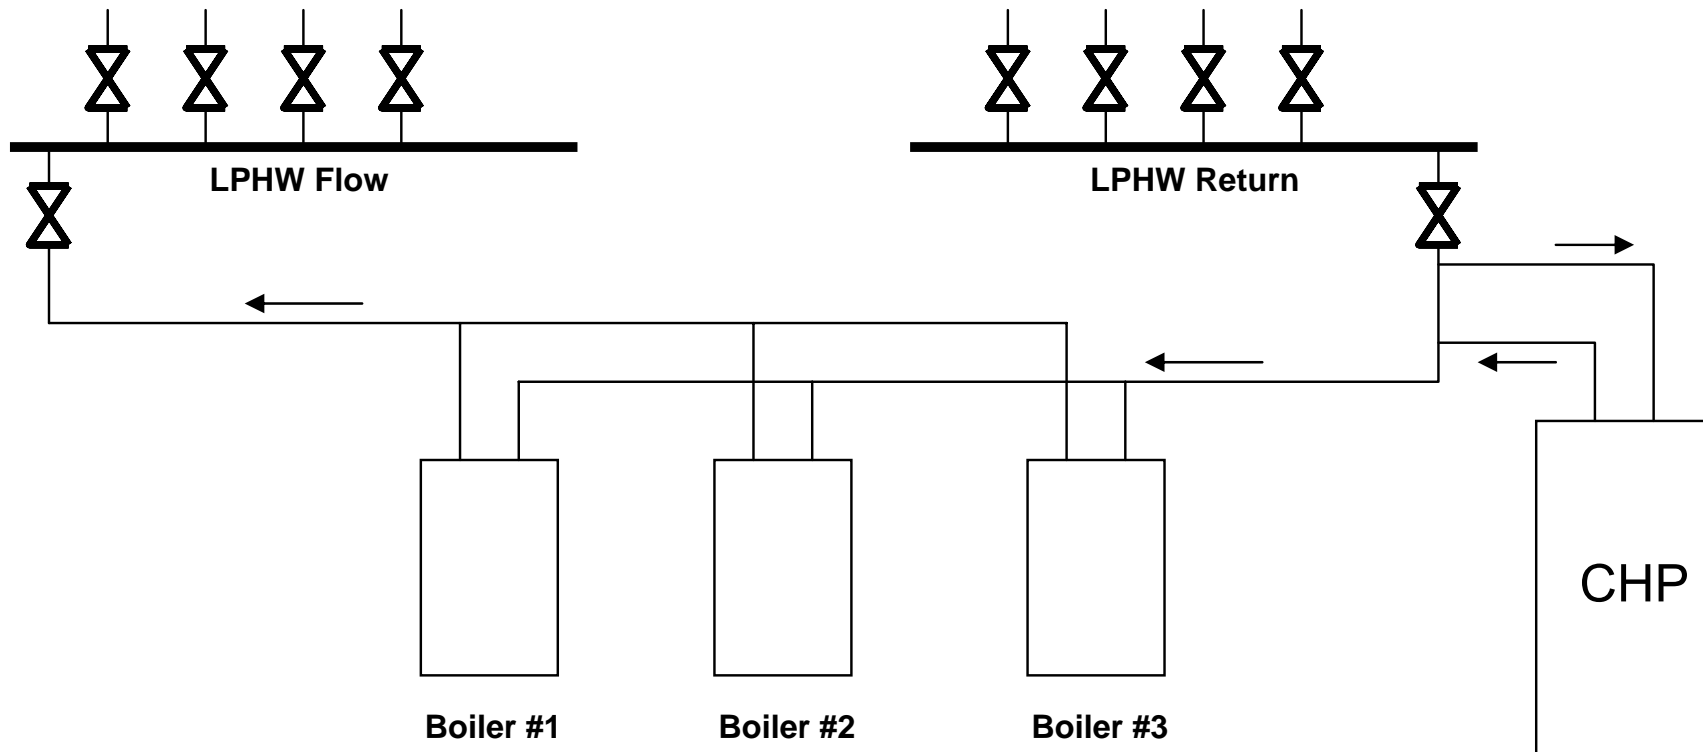 LPHW Flow
LPHW Return
CHP
Boiler #1
Boiler #2
Boiler #3